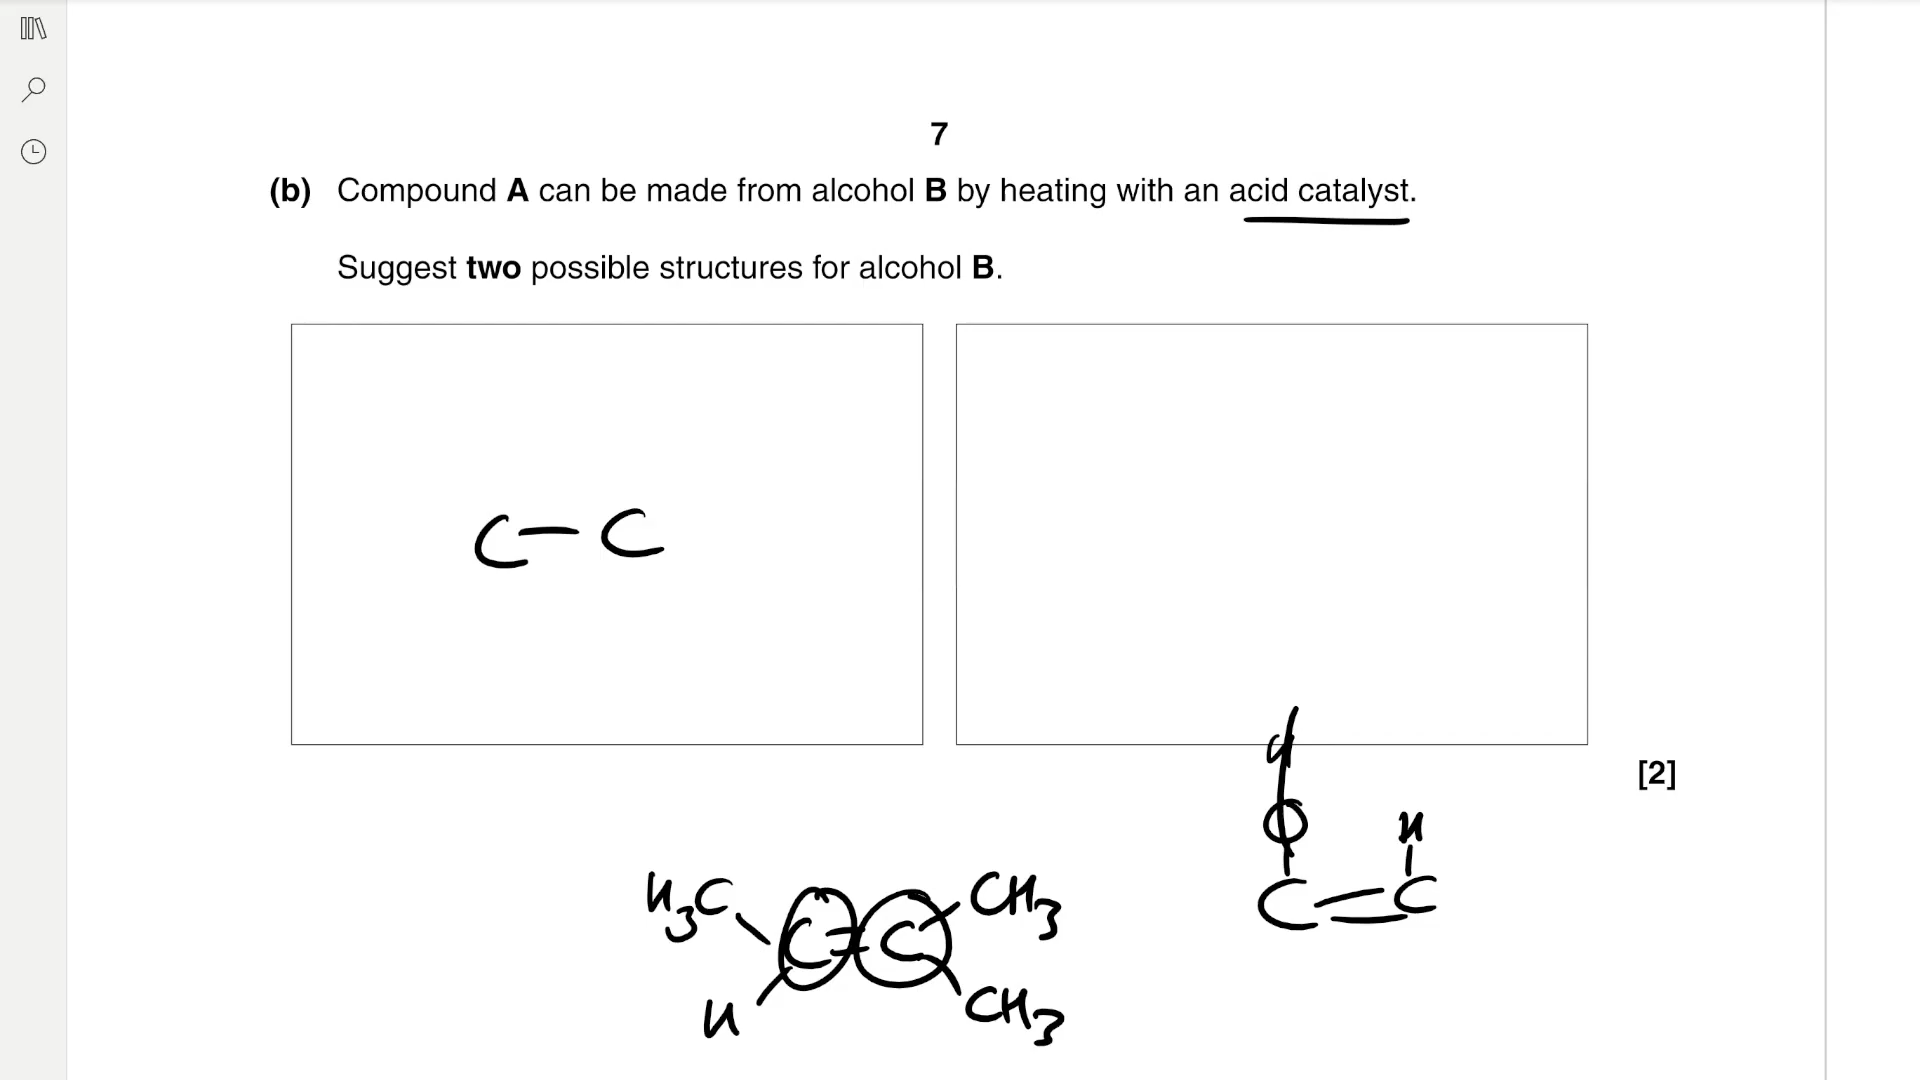 7
(b) Compound A can be made from alcohol B by heating with an acid catalyst.
Suggest two possible structures for alcohol B.
C–C
[2]
H
O H
C=C
H₃C CH₃
C=C
H CH₃